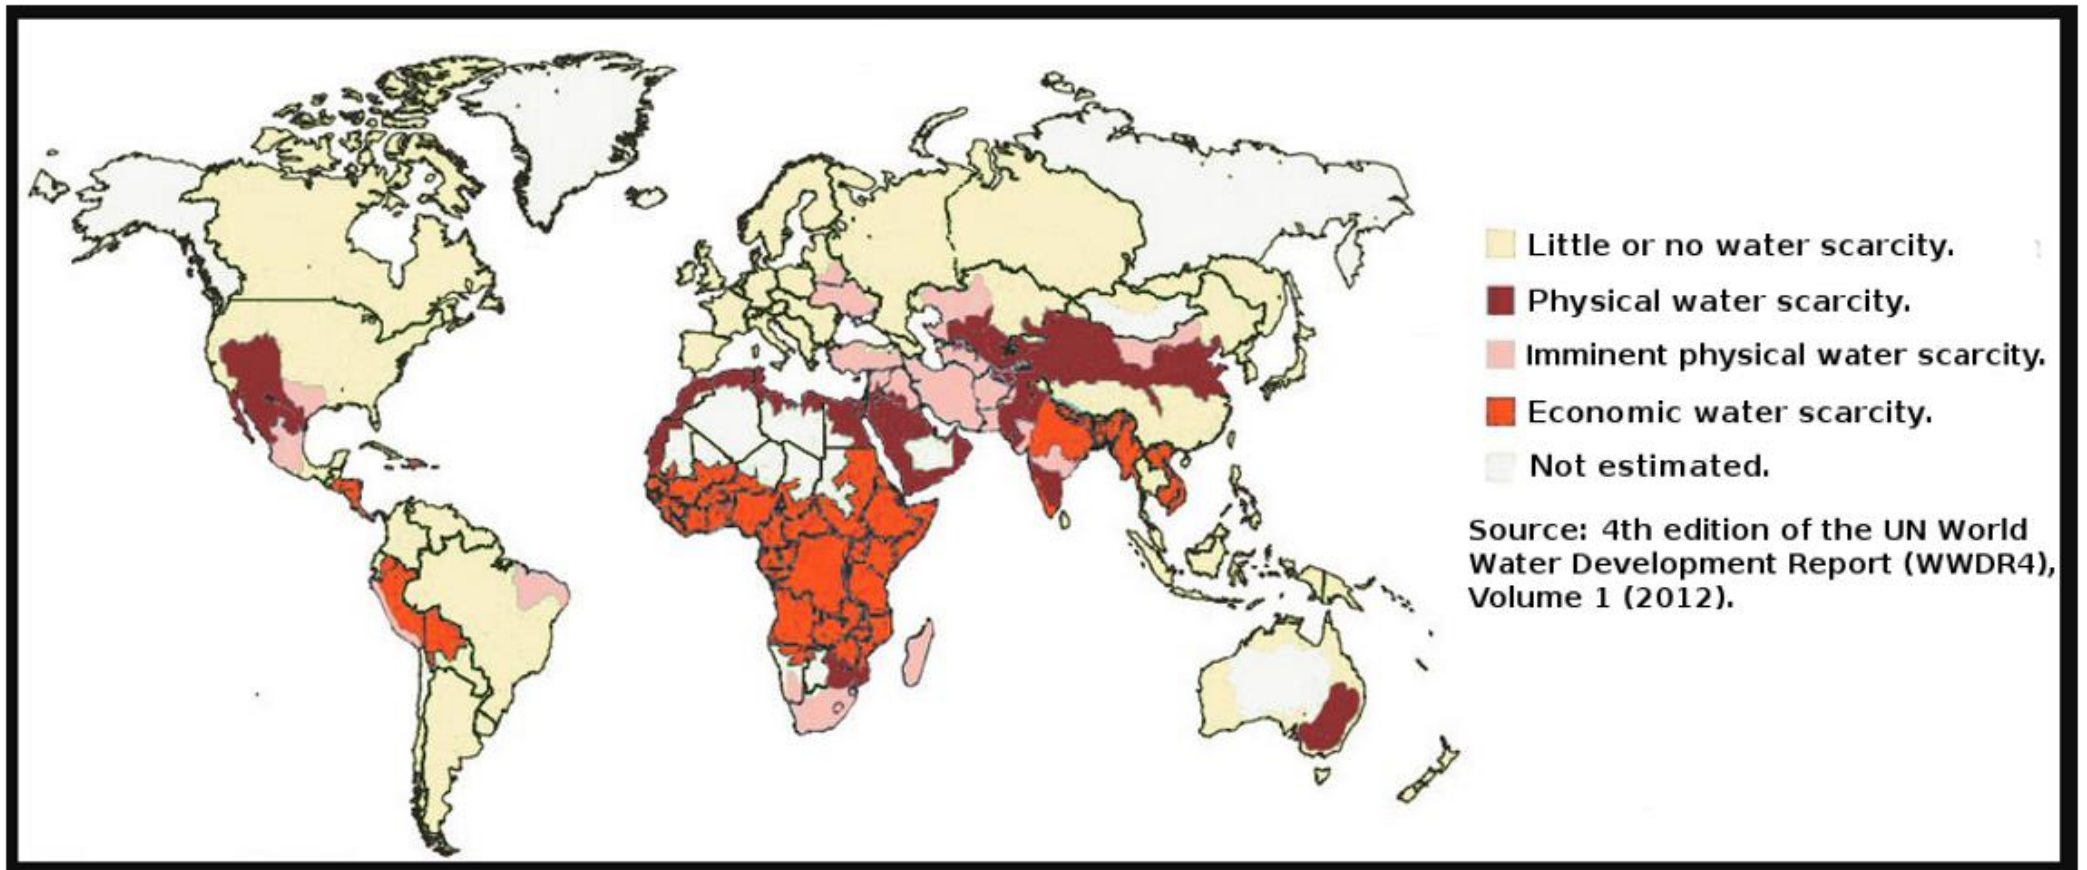 Little or no water scarcity.
Physical water scarcity.
Imminent physical water scarcity.
Economic water scarcity.
Not estimated.
Source: 4th edition of the UN World
Water Development Report (WWDR4),
Volume 1 (2012).